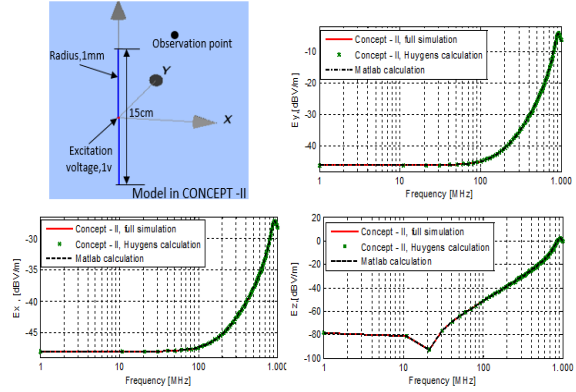 Observation point
Radius,1mm
Y
X
15cm
Excitation
voltage,1v
Model in CONCEPT -II
Concept - II, full simulation
Concept - II, Huygens calculation
Matlab calculation
Ey,[dBV/m]
-20
-30
-40
1
10
100
1.000
Frequency [MHz]
Concept - II, full simulation
Concept - II, Huygens calculation
Matlab calculation
Ex , [dBV/m]
-30
-35
-40
-45
1
10
100
1.000
Frequency [MHz]
Concept - II, full simulation
Concept - II, Huygens calculation
Matlab calculation
Ez,[dBV/m]
20
0
-20
-40
-60
-80
-100
1
10
100
1.000
Frequency [MHz]